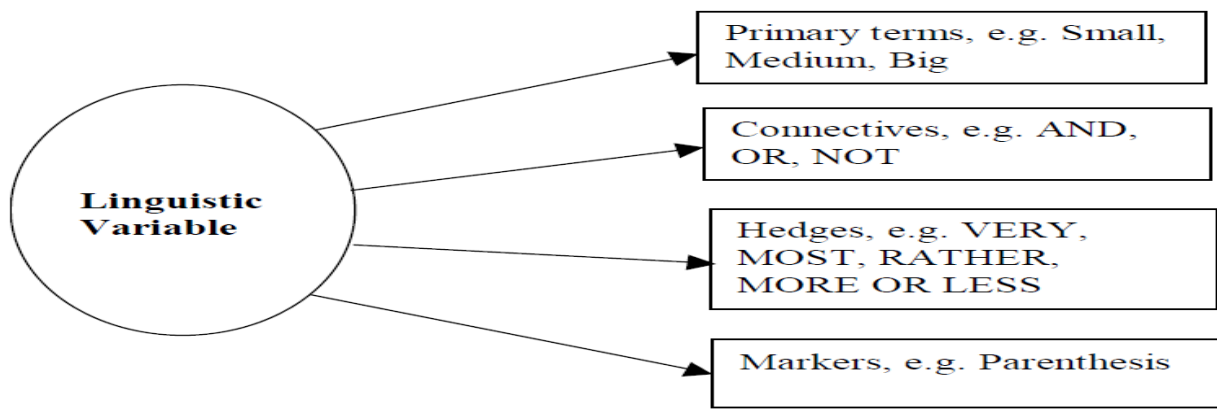 Primary terms, e.g. Small,
Medium, Big
Connectives, e.g. AND,
OR, NOT
Linguistic
Variable
Hedges, e.g. VERY,
MOST, RATHER,
MORE OR LESS
Markers, e.g. Parenthesis